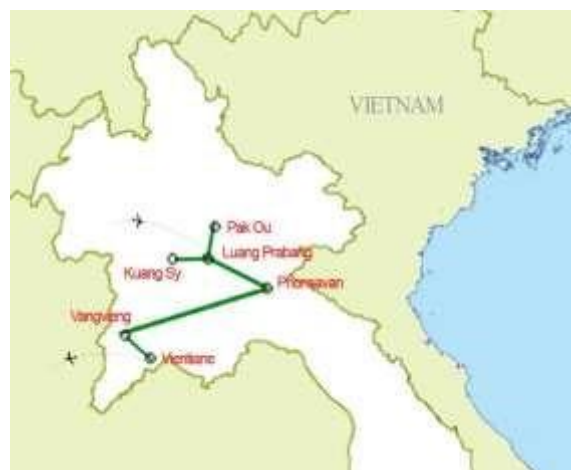 VIETNAM
Pak Ou
Luang Prabang
Kuang Sy
Phonsavan
Vangvieng
Vientiane